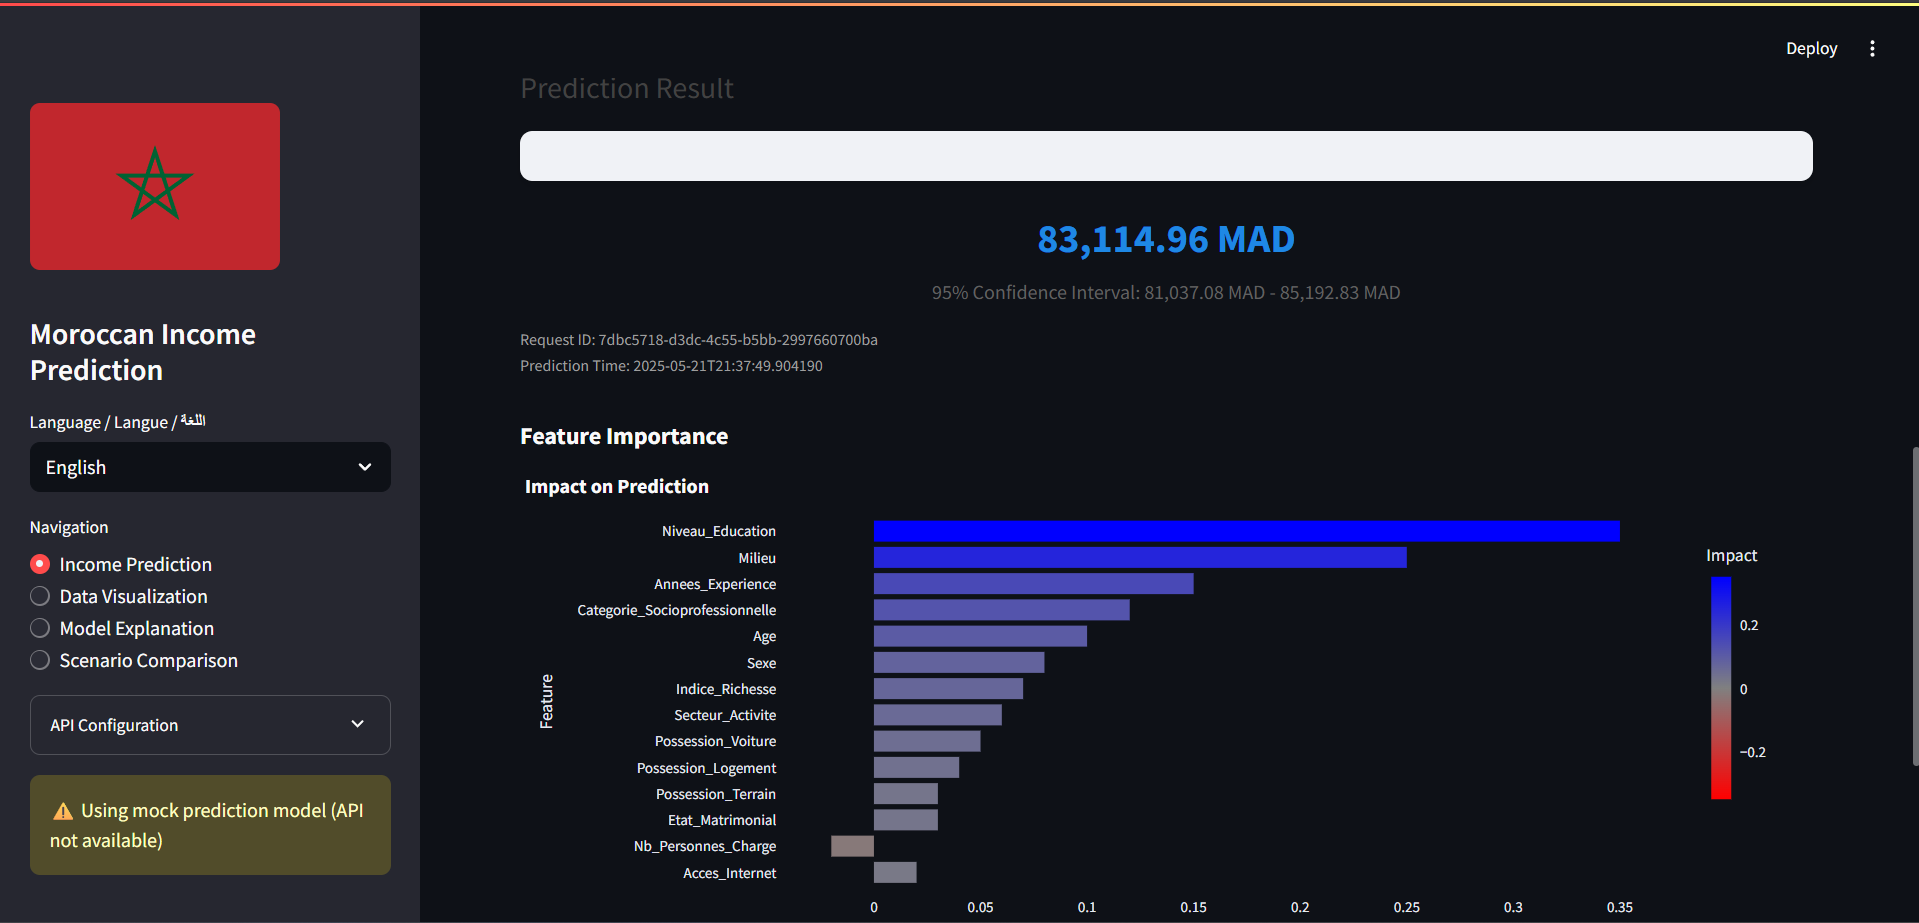 Deploy
Moroccan Income
Prediction
Language / Langue / اللغة
English
Navigation
Income Prediction
Data Visualization
Model Explanation
Scenario Comparison
API Configuration
⚠️ Using mock prediction model (API
not available)
Prediction Result
83,114.96 MAD
95% Confidence Interval: 81,037.08 MAD - 85,192.83 MAD
Request ID: 7dbc5718-d3dc-4c55-b5bb-2997660700ba
Prediction Time: 2025-05-21T21:37:49.904190
Feature Importance
Impact on Prediction
Feature
Niveau_Education
Milieu
Annees_Experience
Categorie_Socioprofessionnelle
Age
Sexe
Indice_Richesse
Secteur_Activite
Possession_Voiture
Possession_Logement
Possession_Terrain
Etat_Matrimonial
Nb_Personnes_Charge
Acces_Internet
0 0.05 0.1 0.15 0.2 0.25 0.3 0.35
Impact
0.2
0
−0.2